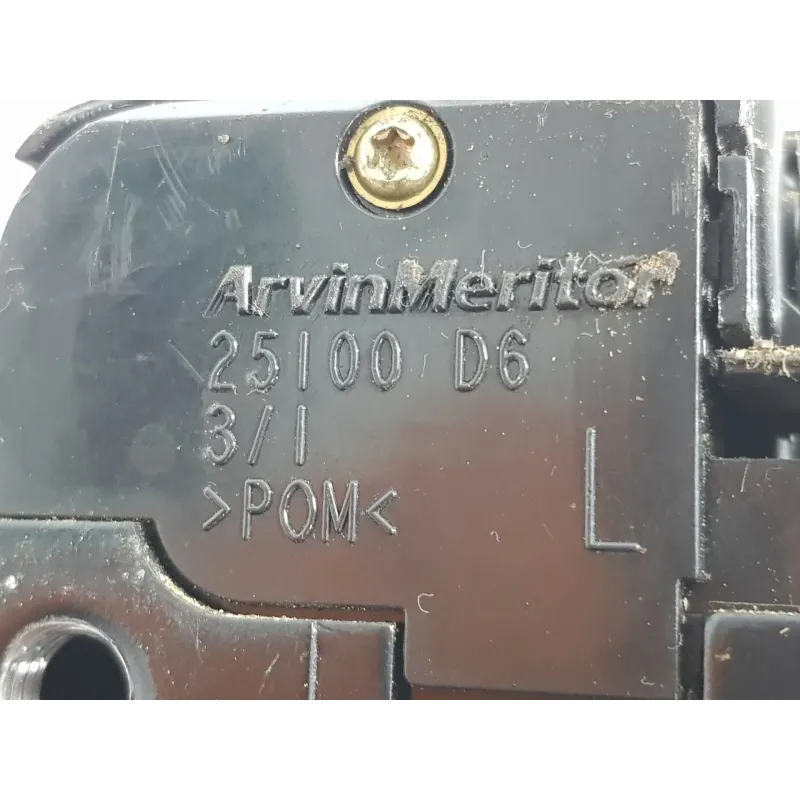 ArvinMeritor
25100 D6
3/1
>POM<
L